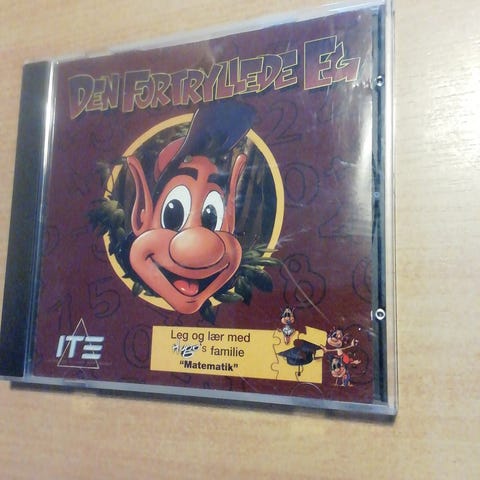 DEN FORTRYLLEDE EG
ITE
Leg og lær med
Hugo's familie
"Matematik"